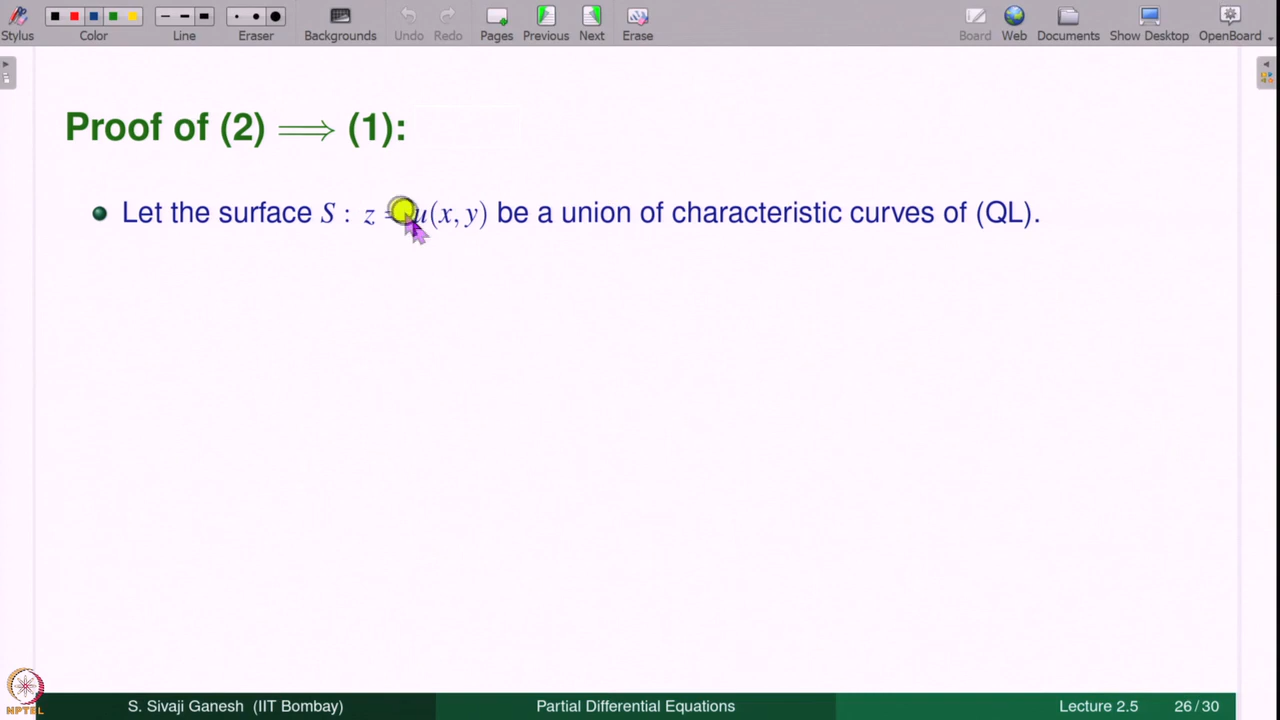 Stylus
Color
Line
Eraser
Backgrounds
Undo
Redo
Pages
Previous
Next
Erase
Board
Web
Documents
Show Desktop
OpenBoard
Proof of (2) ⟹ (1):
Let the surface S : z = u(x, y) be a union of characteristic curves of (QL).
NPTEL
S. Sivaji Ganesh (IIT Bombay)
Partial Differential Equations
Lecture 2.5
26/30